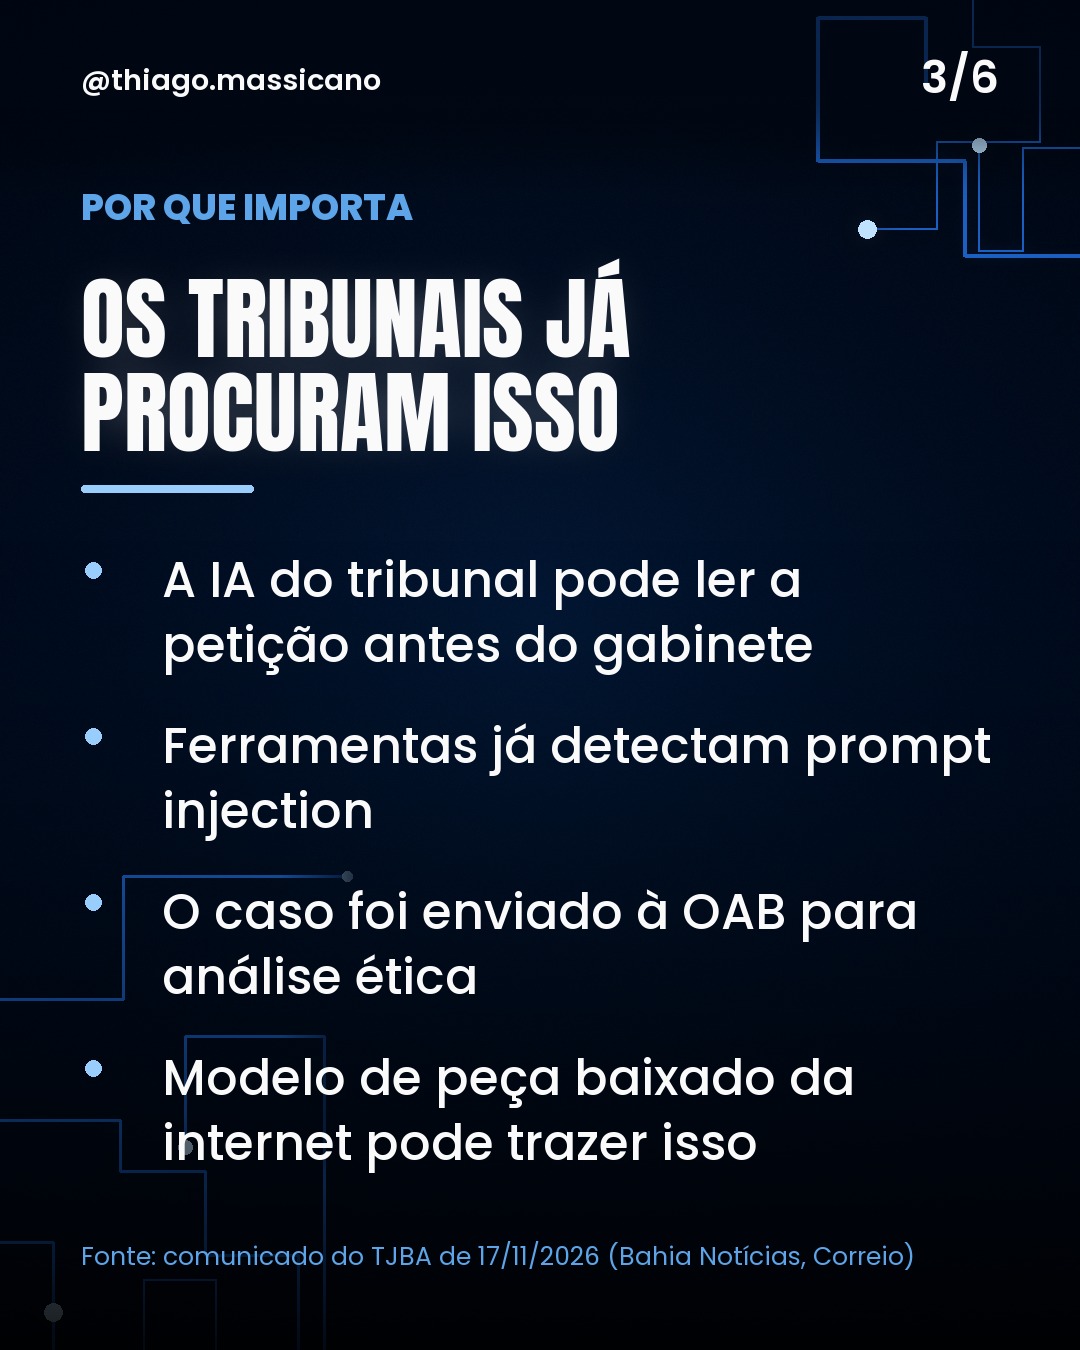 @thiago.massicano
3/6
POR QUE IMPORTA
OS TRIBUNAIS JÁ
PROCURAM ISSO
A IA do tribunal pode ler a
petição antes do gabinete
Ferramentas já detectam prompt
injection
O caso foi enviado à OAB para
análise ética
Modelo de peça baixado da
internet pode trazer isso
Fonte: comunicado do TJBA de 17/11/2026 (Bahia Notícias, Correio)